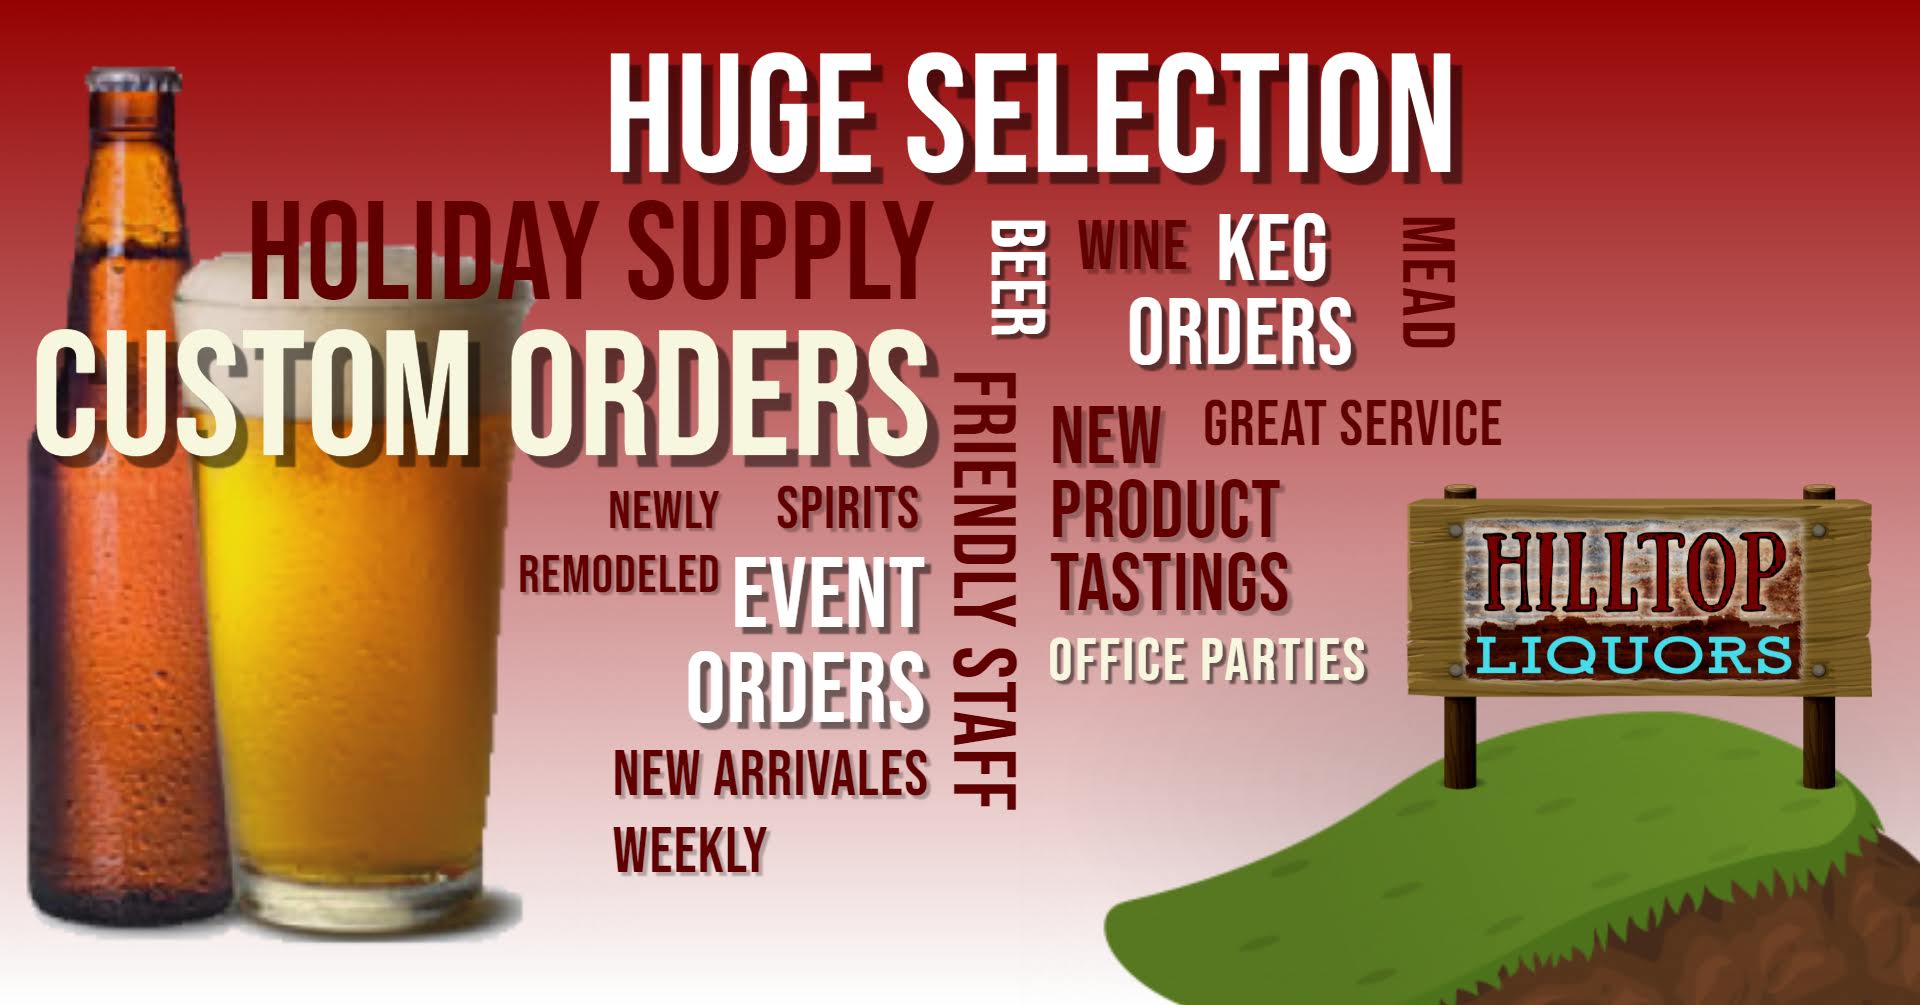 HUGE SELECTION
HOLIDAY SUPPLY
CUSTOM ORDERS
BEER
WINE
KEG
ORDERS
MEAD
FRIENDLY STAFF
NEW
PRODUCT
TASTINGS
GREAT SERVICE
OFFICE PARTIES
NEWLY
REMODELED
SPIRITS
EVENT
ORDERS
NEW ARRIVALES
WEEKLY
HILLTOP
LIQUORS